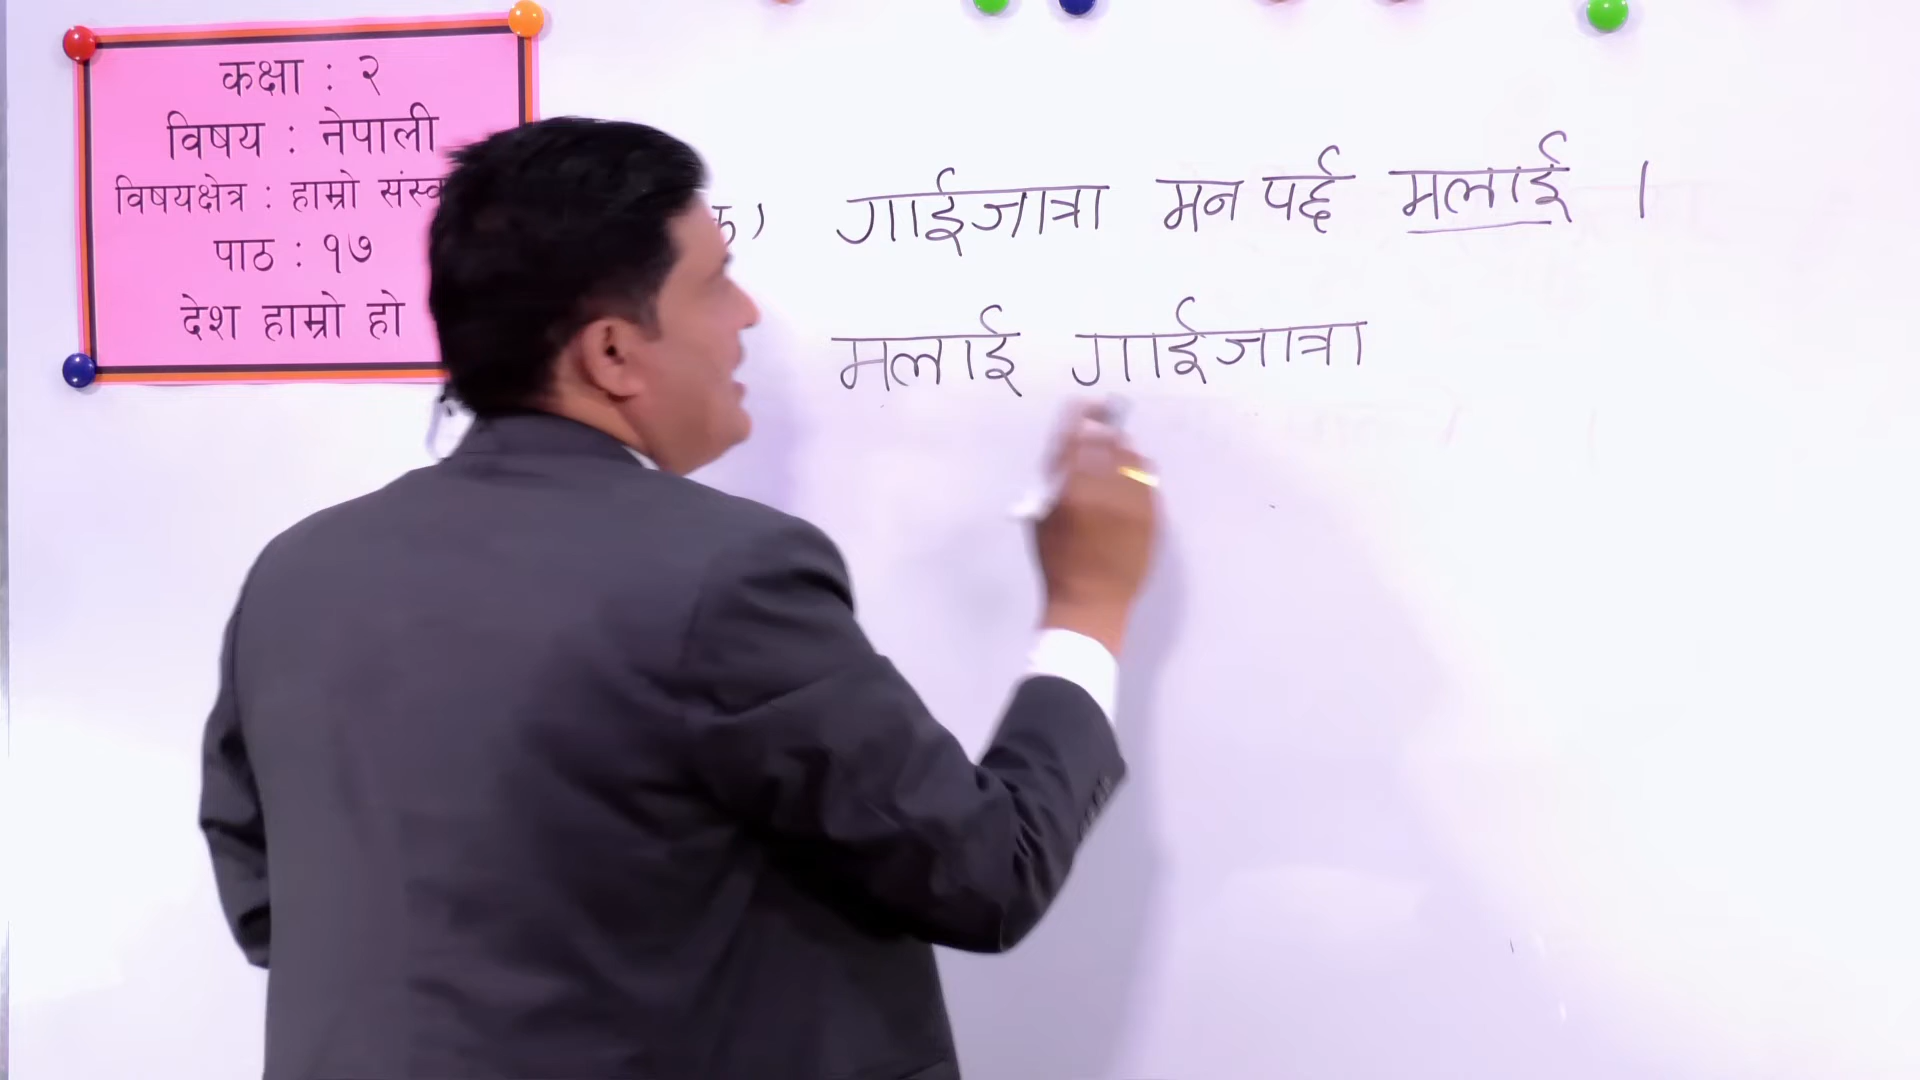 कक्षा : २
विषय : नेपाली
विषयक्षेत्र : हाम्रो
पाठ : १७
देश हाम्रो हो
गाईजात्रा मन पर्छ मलाई ।
मलाई गाईजात्रा